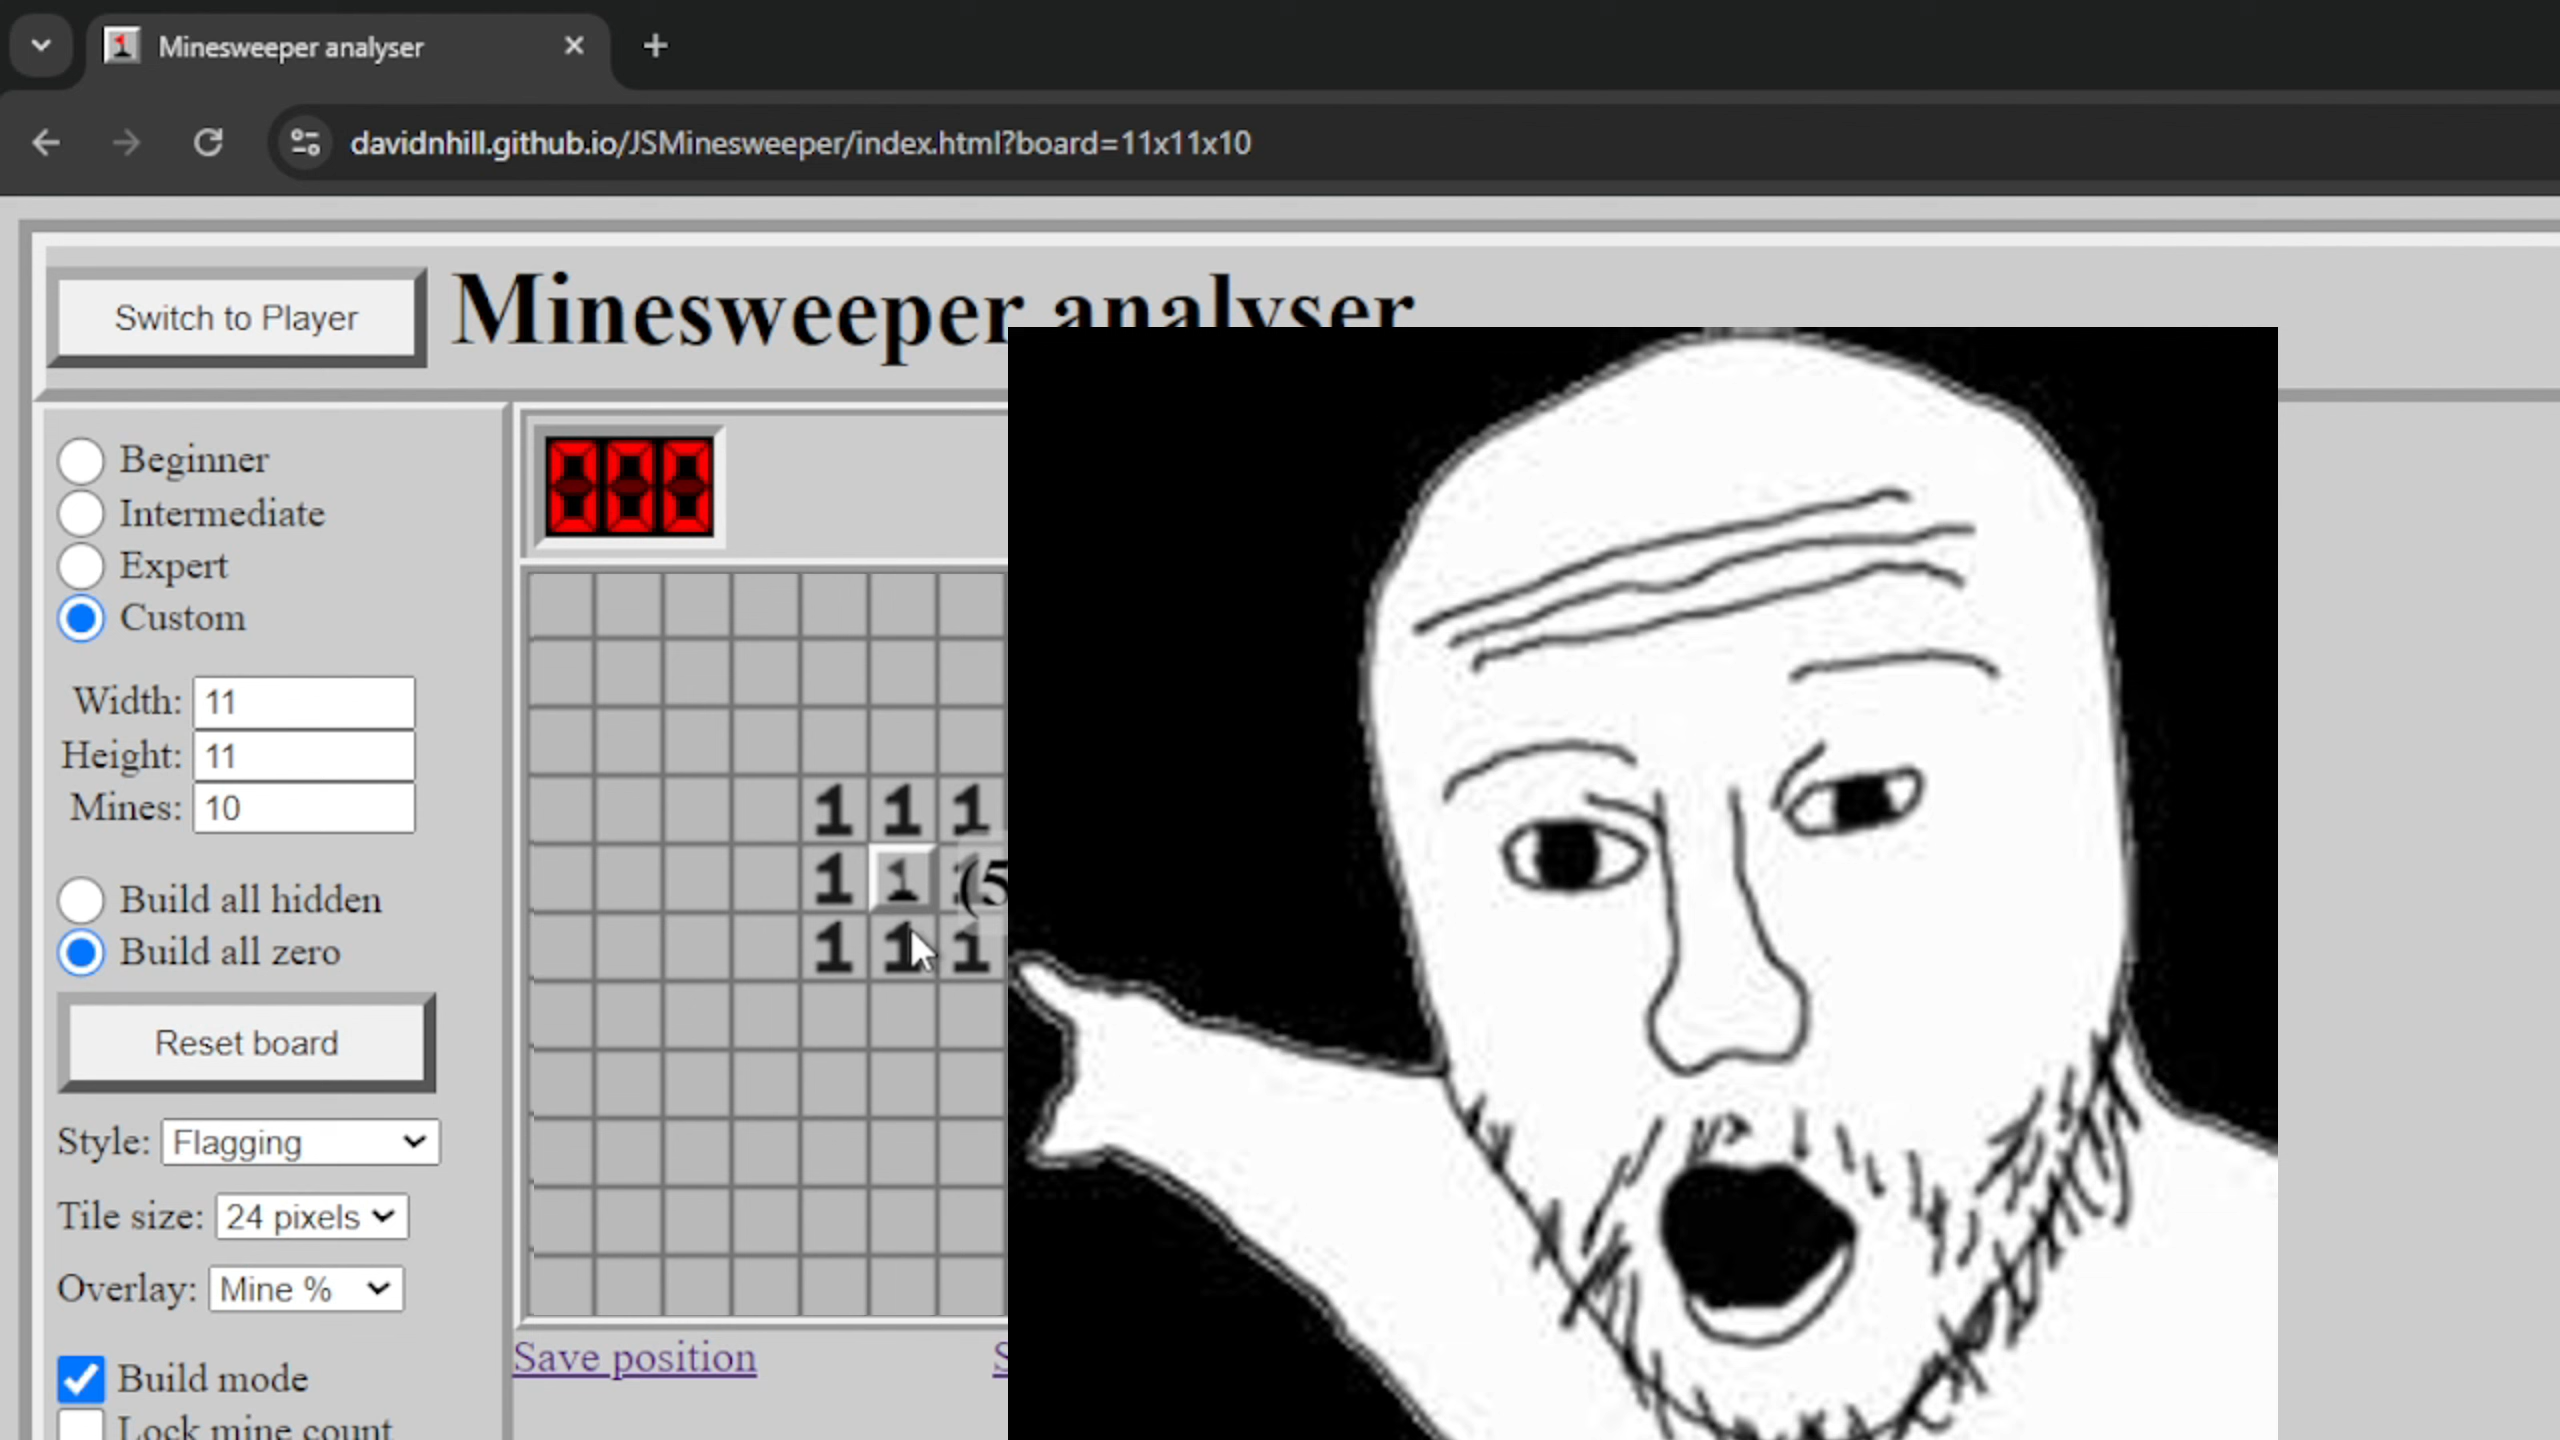 Minesweeper analyser
davidnhill.github.io/JSMinesweeper/index.html?board=11x11x10
Switch to Player
Minesweeper analyser
Beginner
Intermediate
Expert
Custom
Width: 11
Height: 11
Mines: 10
Build all hidden
Build all zero
Reset board
Style: Flagging
Tile size: 24 pixels
Overlay: Mine %
Build mode
Lock mine count
000
1 1 1
1 1 (5
1 1 1
Save position
S